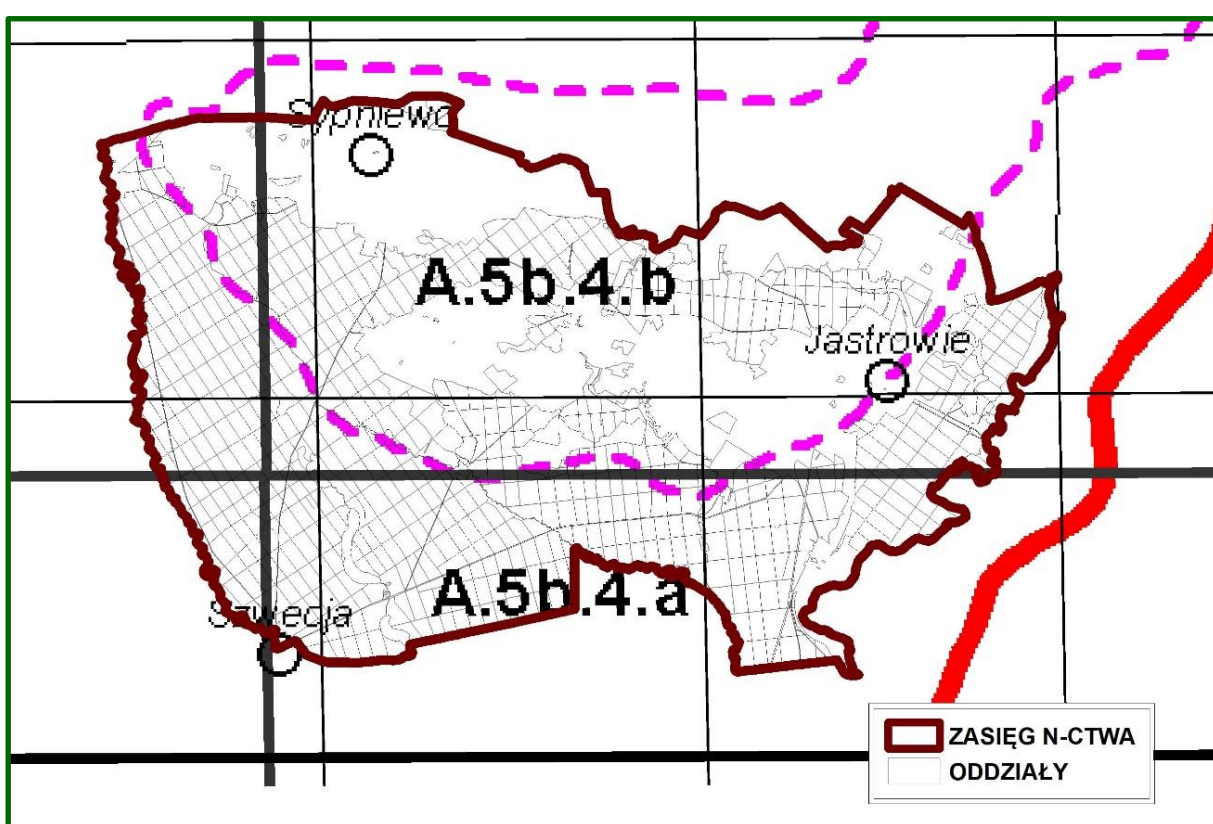 Sypniewo
A.5b.4.b
Jastrowie
A.5b.4.a
Szwecja
ZASIĘG N-CTWA
ODDZIAŁY